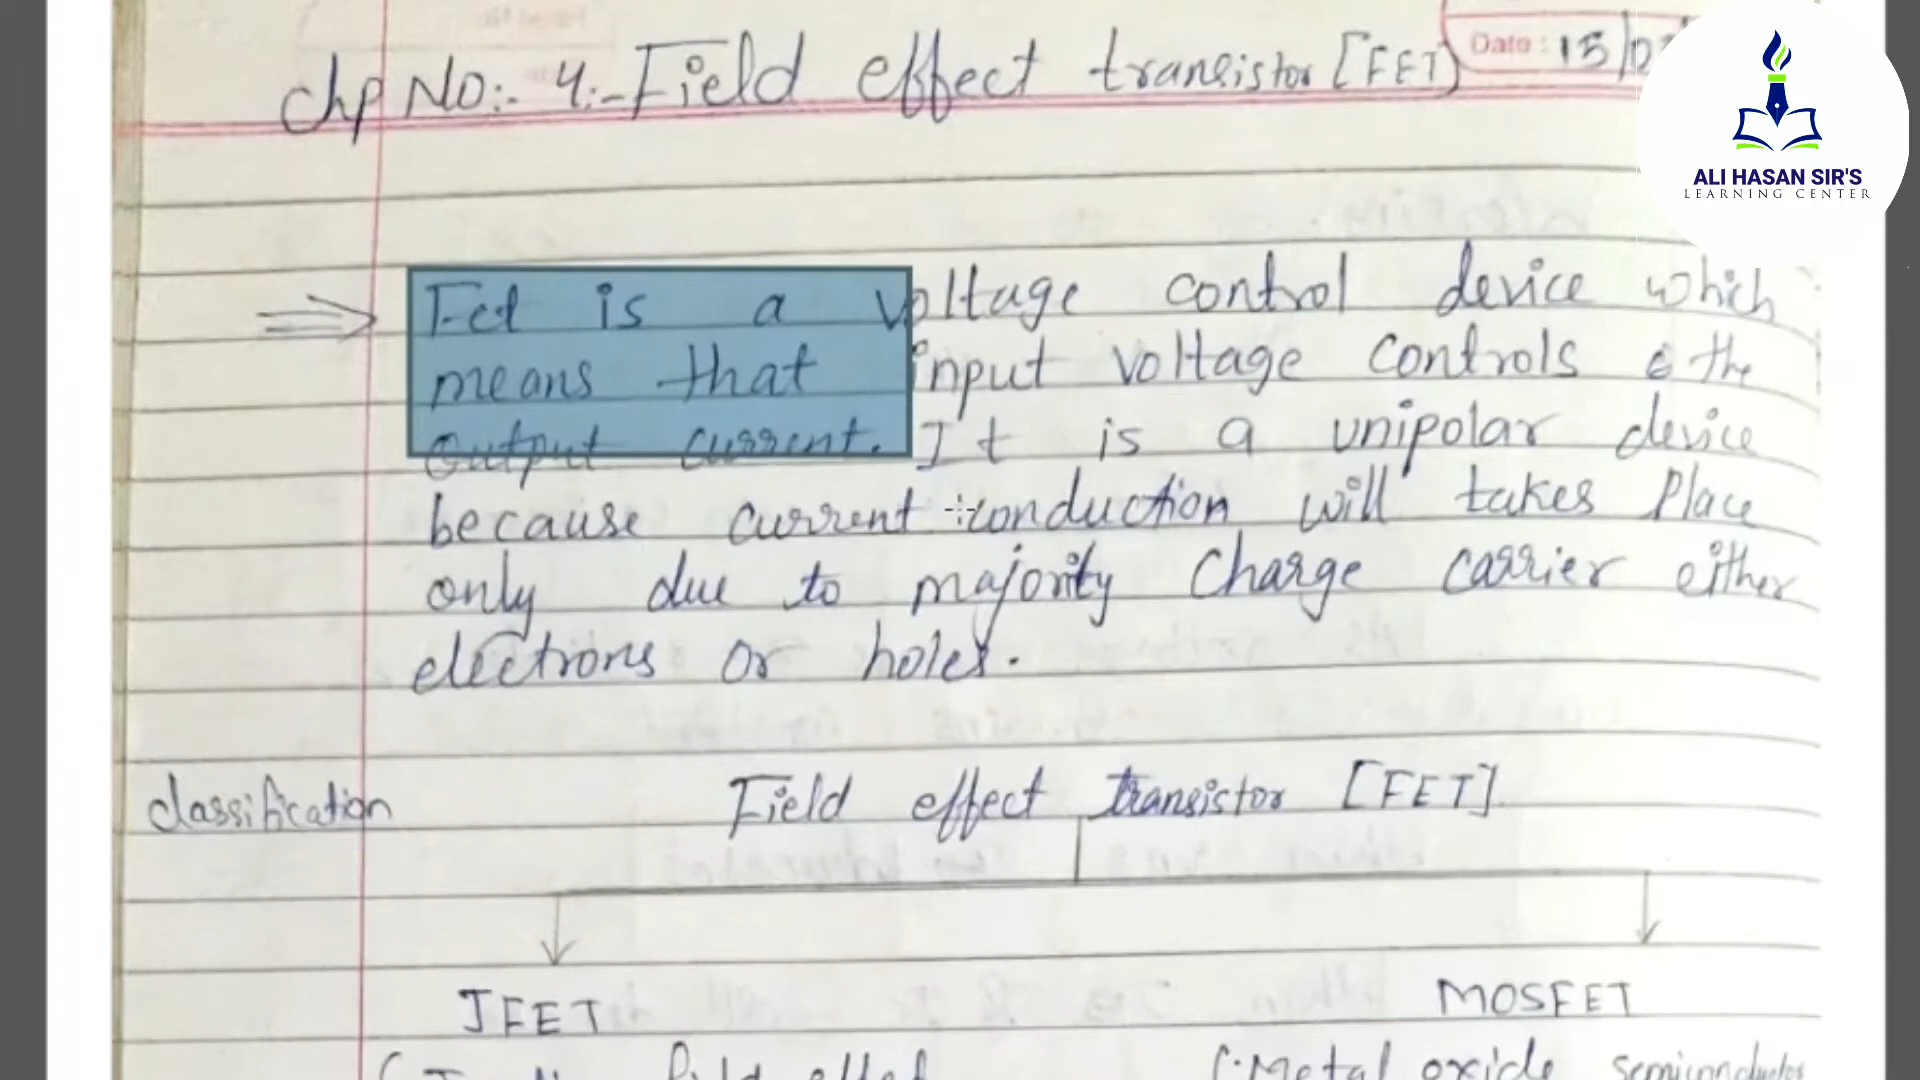 Chp No:- 4:- Field effect transistor [FET]
Date : 15/12
ALI HASAN SIR'S
LEARNING CENTER
Fet is a voltage control device which
means that input voltage controls the
output current. It is a unipolar device
because current conduction will takes place
only due to majority charge carrier either
electrons or holes.
classification
Field effect transistor [FET]
JFET
MOSFET
field effet
(Metal oxide semiconductor